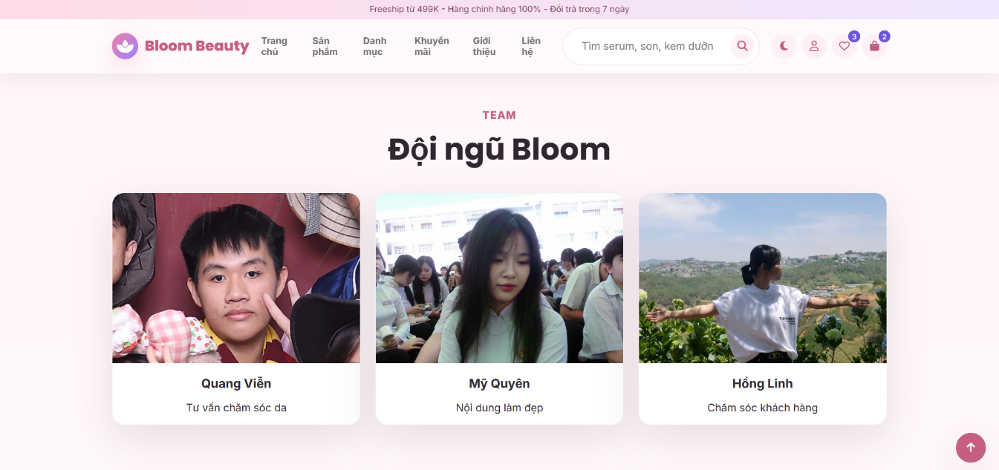 Freeship từ 499K - Hàng chính hãng 100% - Đổi trả trong 7 ngày
Bloom Beauty
Trang chủ
Sản phẩm
Danh mục
Khuyến mãi
Giới thiệu
Liên hệ
Tìm serum, son, kem dưỡn
3
2
TEAM
Đội ngũ Bloom
Quang Viễn
Tư vấn chăm sóc da
Mỹ Quyên
Nội dung làm đẹp
Hồng Linh
Chăm sóc khách hàng